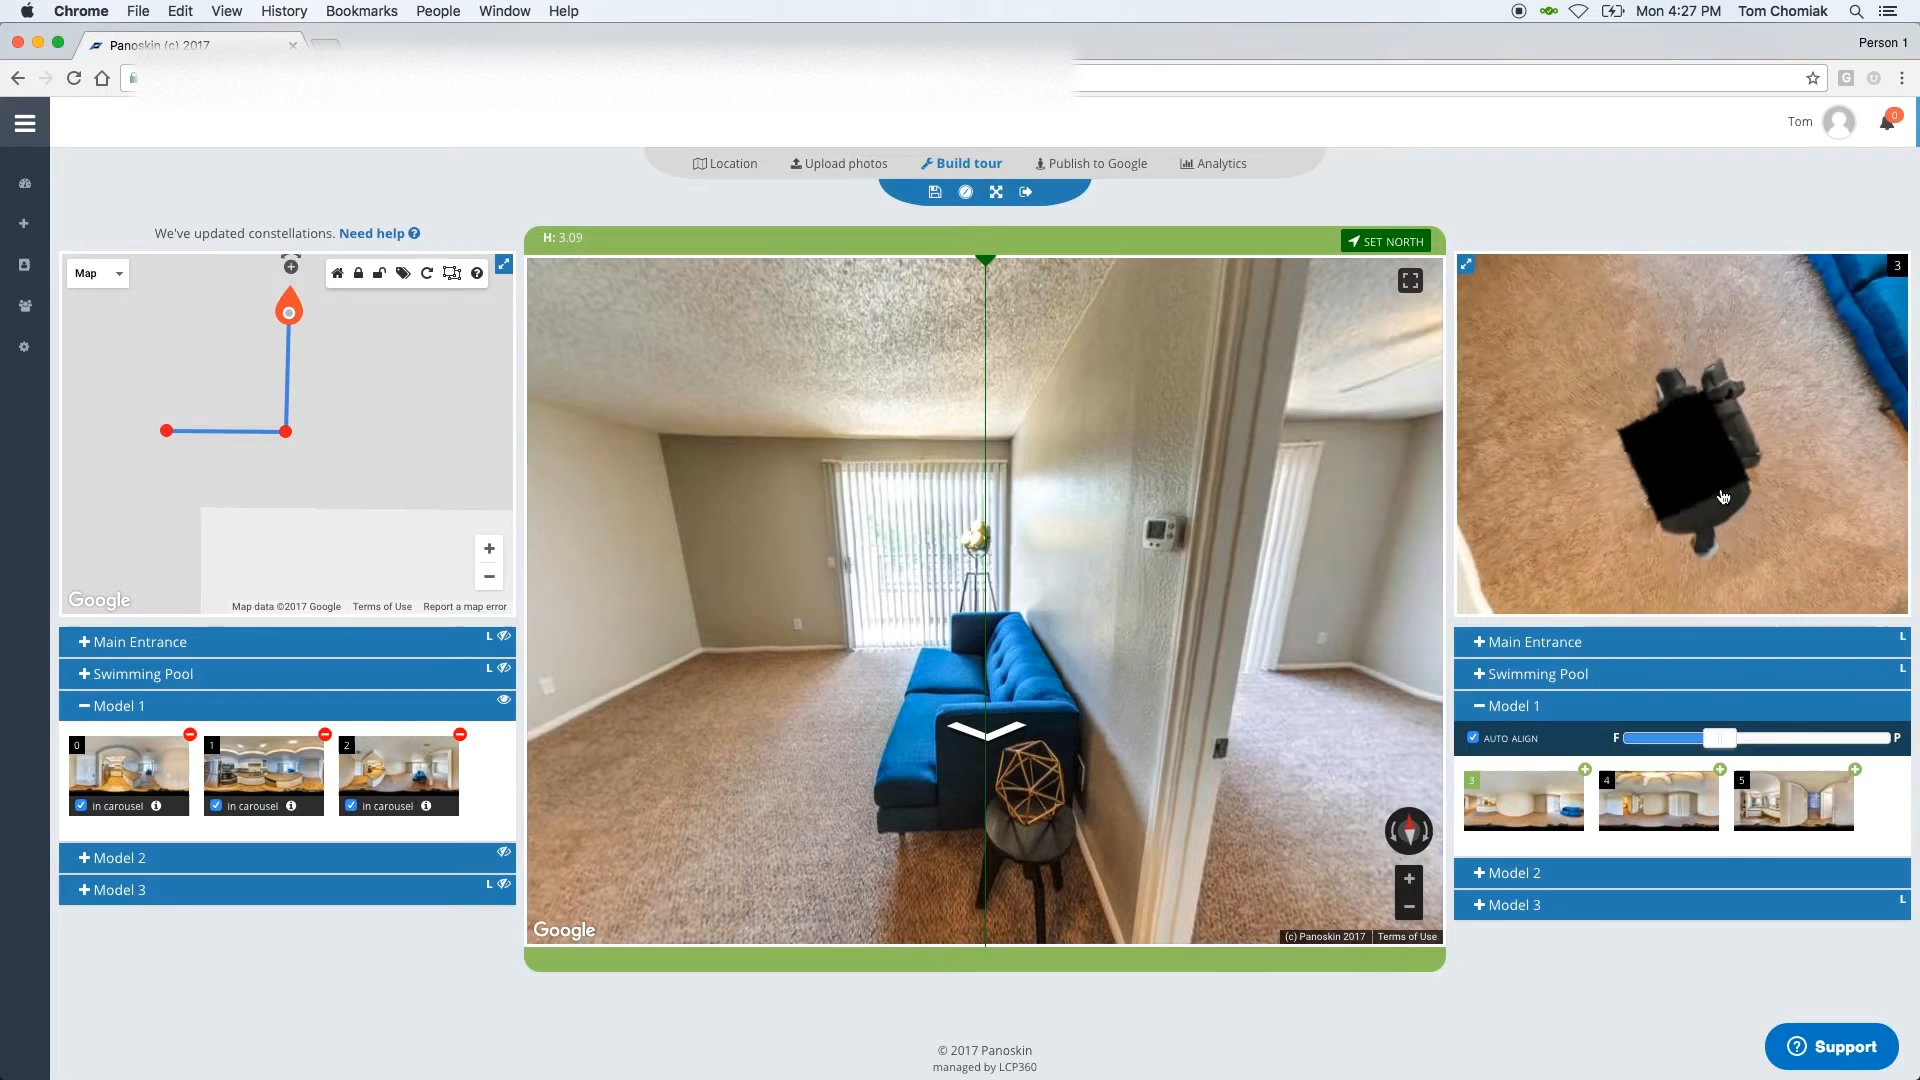 Chrome File Edit View History Bookmarks People Window Help
Mon 4:27 PM Tom Chomiak
Panoskin (c) 2017
Person 1
Tom
0
Location Upload photos Build tour Publish to Google Analytics
We've updated constellations. Need help
H: 3.09
SET NORTH
Map
3
Google
Map data ©2017 Google Terms of Use Report a map error
Main Entrance L
Swimming Pool L
Model 1
0 1 2
in carousel in carousel in carousel
Model 2
Model 3 L
Google
(c) Panoskin 2017 Terms of Use
Main Entrance L
Swimming Pool L
Model 1
AUTO ALIGN F P
3 4 5
Model 2
Model 3 L
© 2017 Panoskin
managed by LCP360
Support